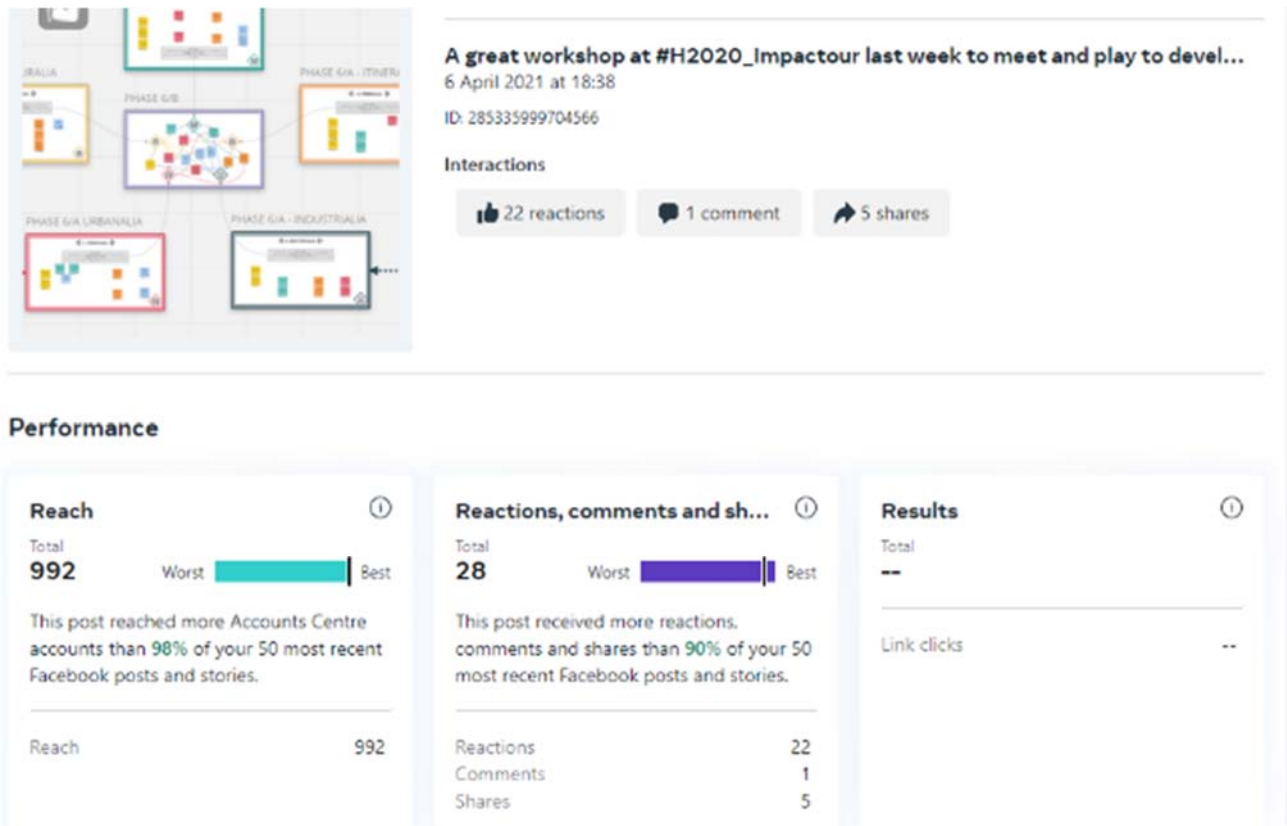 A great workshop at #H2020_Impactour last week to meet and play to devel...
6 April 2021 at 18:38
ID: 285335999704566
Interactions
22 reactions
1 comment
5 shares
PHASE 6/B
PHASE 6/A - ITINER
PHASE 6/A URBANALIA
PHASE 6/A - INDUSTRIALIA
Performance
Reach
Total
992
Worst
Best
This post reached more Accounts Centre
accounts than 98% of your 50 most recent
Facebook posts and stories.
Reach
992
Reactions, comments and sh...
Total
28
Worst
Best
This post received more reactions,
comments and shares than 90% of your 50
most recent Facebook posts and stories.
Reactions
22
Comments
1
Shares
5
Results
Total
--
Link clicks
--